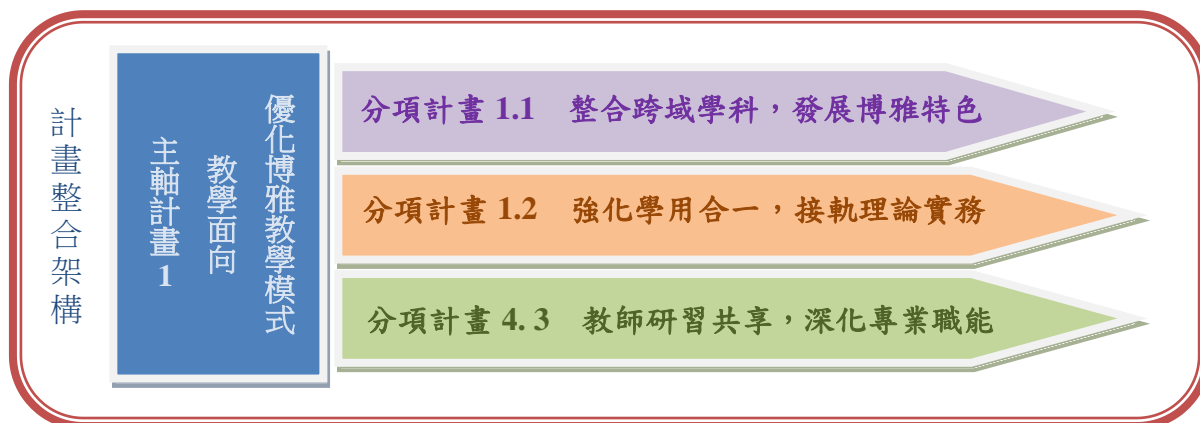 計畫整合架構
主軸計畫1
教學面向
優化博雅教學模式
分項計畫 1.1 整合跨域學科，發展博雅特色
分項計畫 1.2 強化學用合一，接軌理論實務
分項計畫 4. 3 教師研習共享，深化專業職能